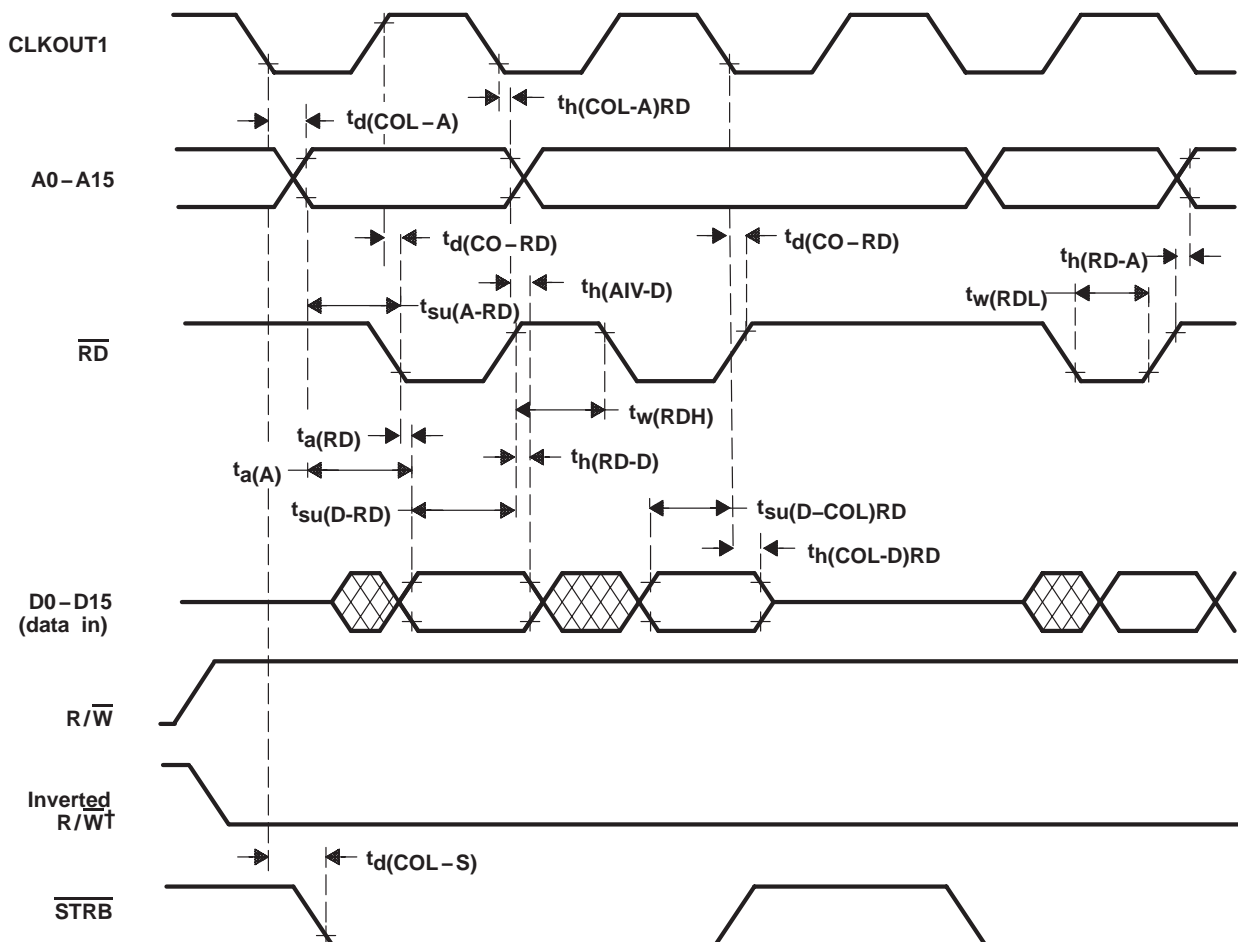 CLKOUT1
th(COL-A)RD
td(COL–A)
A0–A15
td(CO–RD)
td(CO–RD)
th(RD-A)
th(AIV-D)
tw(RDL)
tsu(A-RD)
RD
tw(RDH)
ta(RD)
th(RD-D)
ta(A)
tsu(D-RD)
tsu(D–COL)RD
th(COL-D)RD
D0–D15
(data in)
R/W
Inverted
R/W†
td(COL–S)
STRB